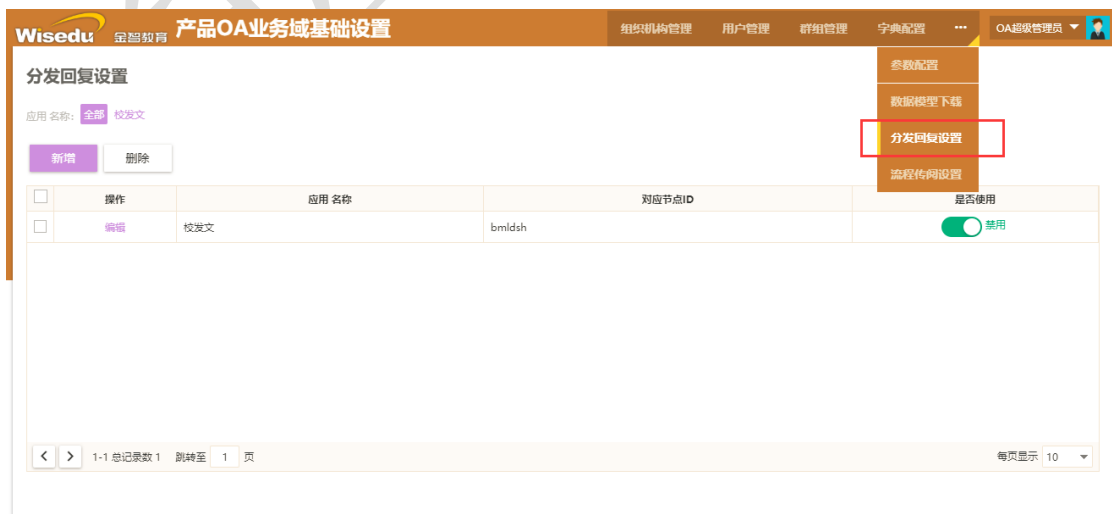 Wisedu 金智教育 产品OA业务域基础设置 组织机构管理 用户管理 群组管理 字典配置 ··· OA超级管理员
参数配置
数据模型下载
分发回复设置
流程传阅设置
分发回复设置
应用 名称: 全部 校发文
新增 删除
操作 应用 名称 对应节点ID 是否使用
编辑 校发文 bmldsh 禁用
1-1 总记录数 1 跳转至 1 页 每页显示 10